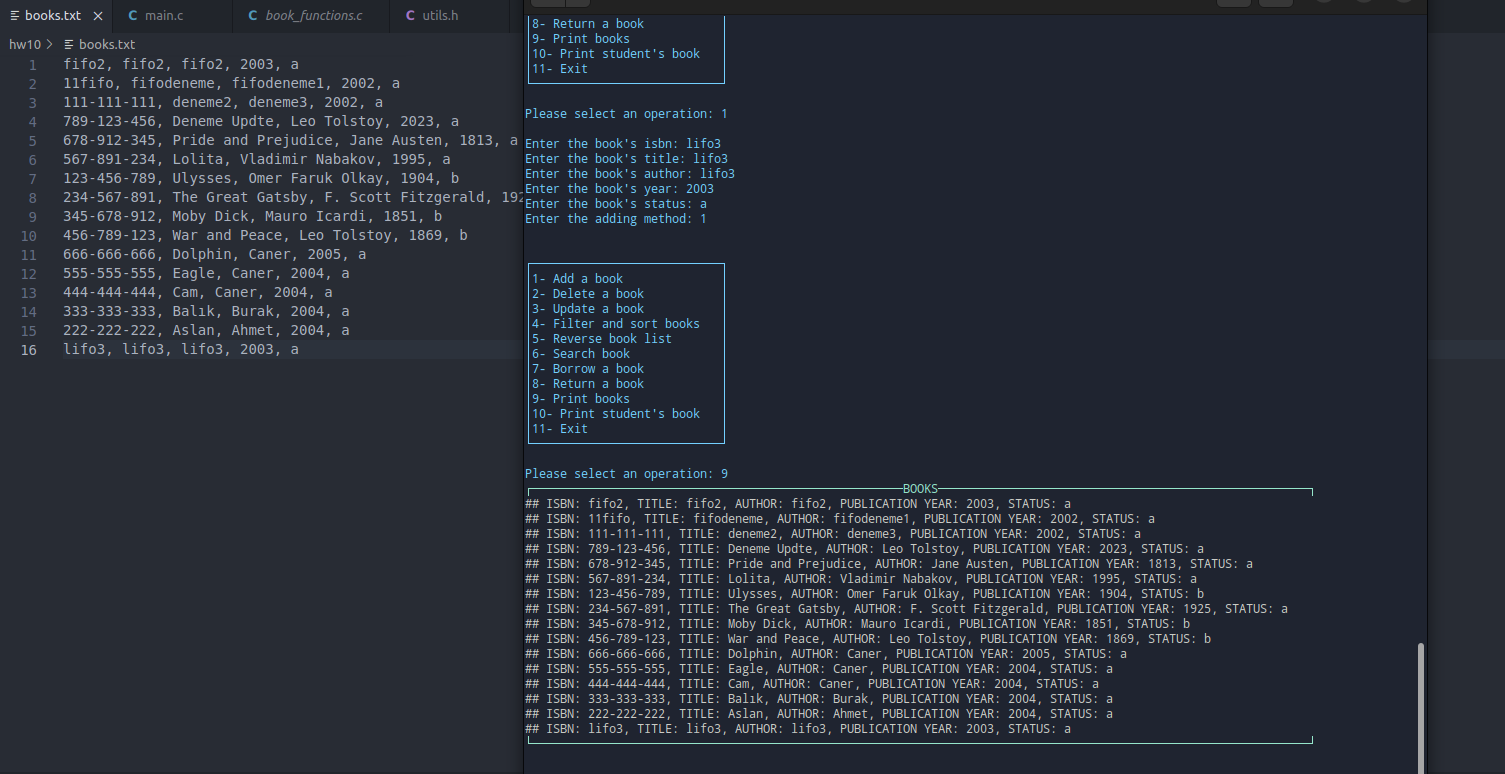 books.txt
main.c
book_functions.c
utils.h
hw10 > books.txt
1 fifo2, fifo2, fifo2, 2003, a
2 11fifo, fifodeneme, fifodeneme1, 2002, a
3 111-111-111, deneme2, deneme3, 2002, a
4 789-123-456, Deneme Updte, Leo Tolstoy, 2023, a
5 678-912-345, Pride and Prejudice, Jane Austen, 1813, a
6 567-891-234, Lolita, Vladimir Nabakov, 1995, a
7 123-456-789, Ulysses, Omer Faruk Olkay, 1904, b
8 234-567-891, The Great Gatsby, F. Scott Fitzgerald, 192
9 345-678-912, Moby Dick, Mauro Icardi, 1851, b
10 456-789-123, War and Peace, Leo Tolstoy, 1869, b
11 666-666-666, Dolphin, Caner, 2005, a
12 555-555-555, Eagle, Caner, 2004, a
13 444-444-444, Cam, Caner, 2004, a
14 333-333-333, Balık, Burak, 2004, a
15 222-222-222, Aslan, Ahmet, 2004, a
16 lifo3, lifo3, lifo3, 2003, a
8- Return a book
9- Print books
10- Print student's book
11- Exit
Please select an operation: 1
Enter the book's isbn: lifo3
Enter the book's title: lifo3
Enter the book's author: lifo3
Enter the book's year: 2003
Enter the book's status: a
Enter the adding method: 1
1- Add a book
2- Delete a book
3- Update a book
4- Filter and sort books
5- Reverse book list
6- Search book
7- Borrow a book
8- Return a book
9- Print books
10- Print student's book
11- Exit
Please select an operation: 9
BOOKS
## ISBN: fifo2, TITLE: fifo2, AUTHOR: fifo2, PUBLICATION YEAR: 2003, STATUS: a
## ISBN: 11fifo, TITLE: fifodeneme, AUTHOR: fifodeneme1, PUBLICATION YEAR: 2002, STATUS: a
## ISBN: 111-111-111, TITLE: deneme2, AUTHOR: deneme3, PUBLICATION YEAR: 2002, STATUS: a
## ISBN: 789-123-456, TITLE: Deneme Updte, AUTHOR: Leo Tolstoy, PUBLICATION YEAR: 2023, STATUS: a
## ISBN: 678-912-345, TITLE: Pride and Prejudice, AUTHOR: Jane Austen, PUBLICATION YEAR: 1813, STATUS: a
## ISBN: 567-891-234, TITLE: Lolita, AUTHOR: Vladimir Nabakov, PUBLICATION YEAR: 1995, STATUS: a
## ISBN: 123-456-789, TITLE: Ulysses, AUTHOR: Omer Faruk Olkay, PUBLICATION YEAR: 1904, STATUS: b
## ISBN: 234-567-891, TITLE: The Great Gatsby, AUTHOR: F. Scott Fitzgerald, PUBLICATION YEAR: 1925, STATUS: a
## ISBN: 345-678-912, TITLE: Moby Dick, AUTHOR: Mauro Icardi, PUBLICATION YEAR: 1851, STATUS: b
## ISBN: 456-789-123, TITLE: War and Peace, AUTHOR: Leo Tolstoy, PUBLICATION YEAR: 1869, STATUS: b
## ISBN: 666-666-666, TITLE: Dolphin, AUTHOR: Caner, PUBLICATION YEAR: 2005, STATUS: a
## ISBN: 555-555-555, TITLE: Eagle, AUTHOR: Caner, PUBLICATION YEAR: 2004, STATUS: a
## ISBN: 444-444-444, TITLE: Cam, AUTHOR: Caner, PUBLICATION YEAR: 2004, STATUS: a
## ISBN: 333-333-333, TITLE: Balık, AUTHOR: Burak, PUBLICATION YEAR: 2004, STATUS: a
## ISBN: 222-222-222, TITLE: Aslan, AUTHOR: Ahmet, PUBLICATION YEAR: 2004, STATUS: a
## ISBN: lifo3, TITLE: lifo3, AUTHOR: lifo3, PUBLICATION YEAR: 2003, STATUS: a